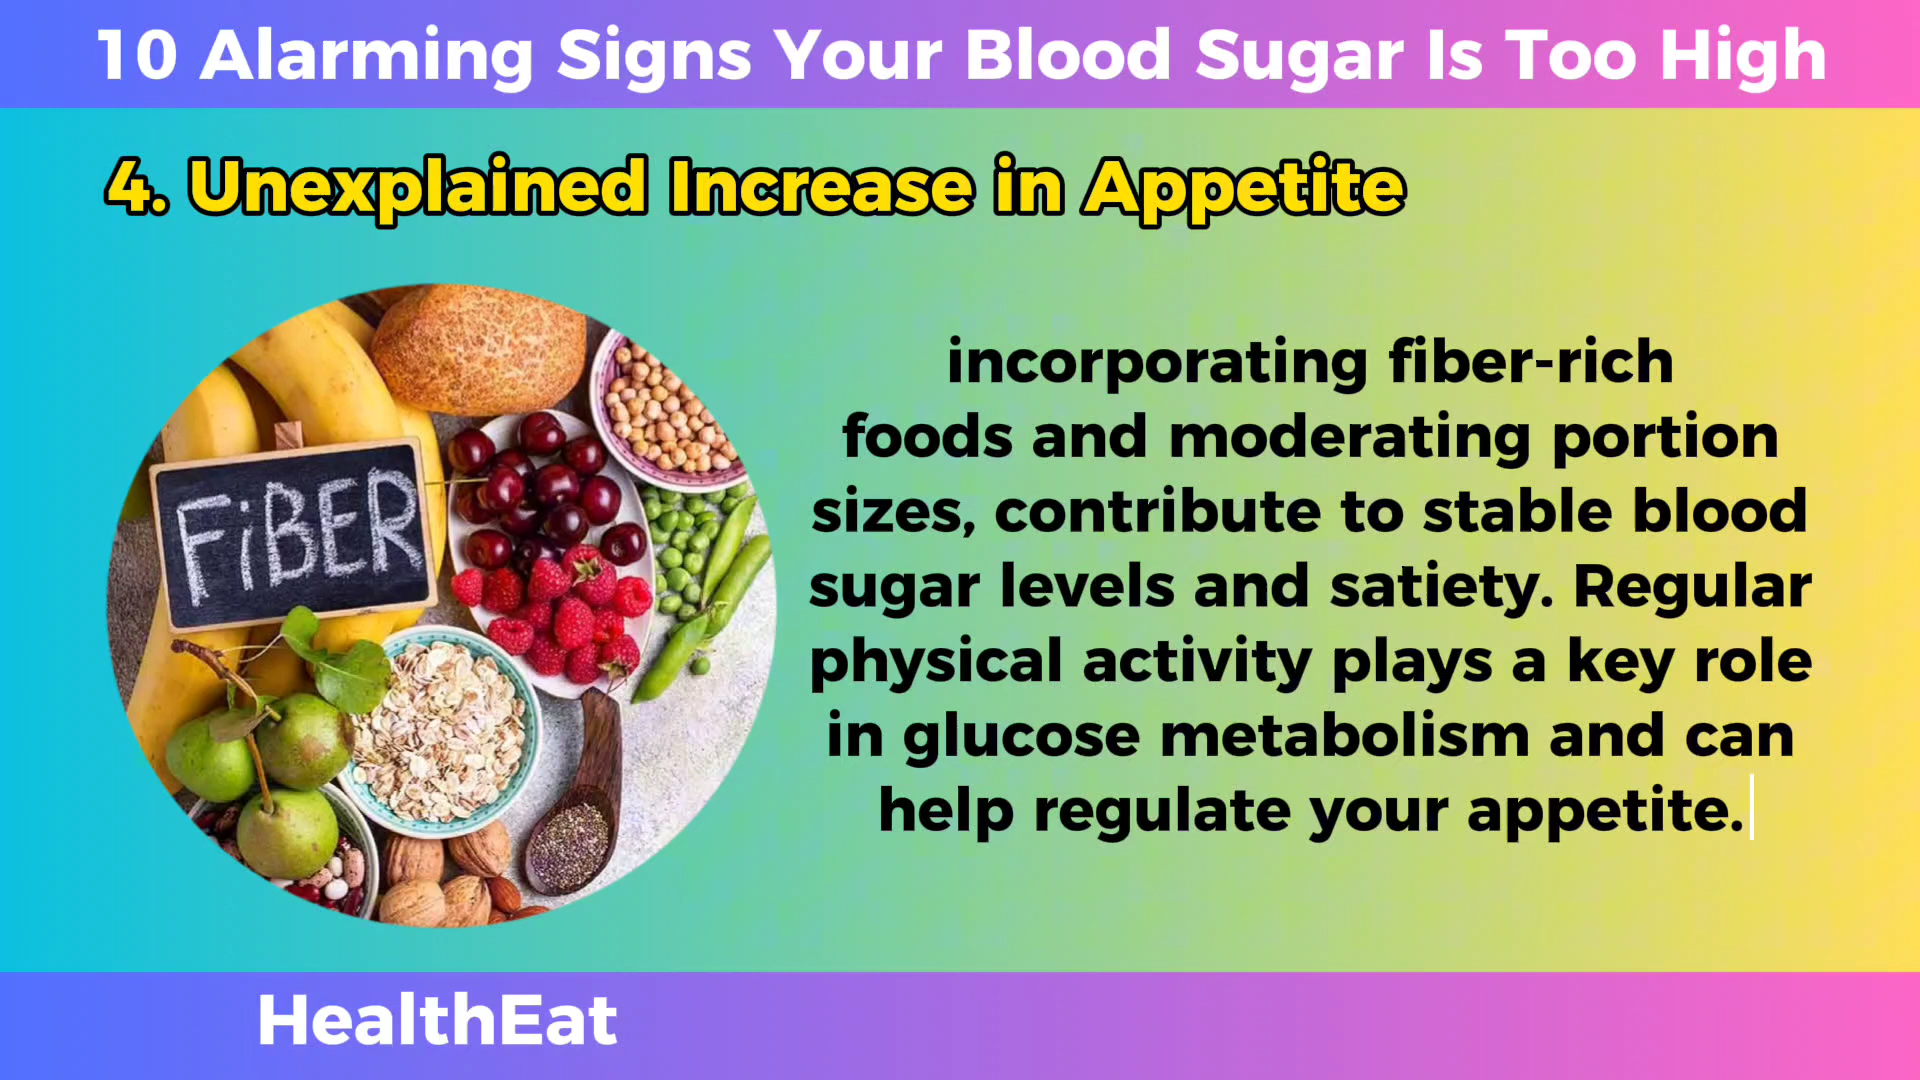 10 Alarming Signs Your Blood Sugar Is Too High
4. Unexplained Increase in Appetite
FiBER
incorporating fiber-rich
foods and moderating portion
sizes, contribute to stable blood
sugar levels and satiety. Regular
physical activity plays a key role
in glucose metabolism and can
help regulate your appetite.
HealthEat